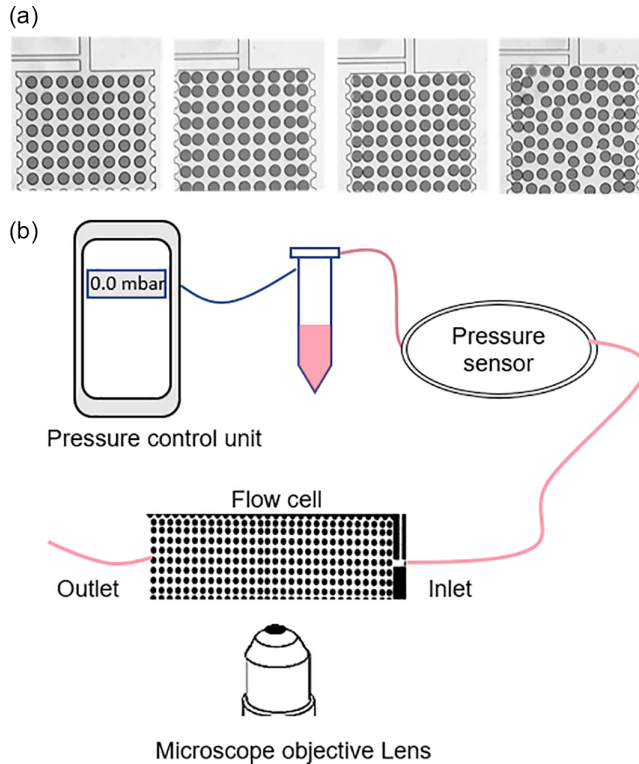 (a)
(b)
0.0 mbar
Pressure
sensor
Pressure control unit
Flow cell
Outlet
Inlet
Microscope objective Lens